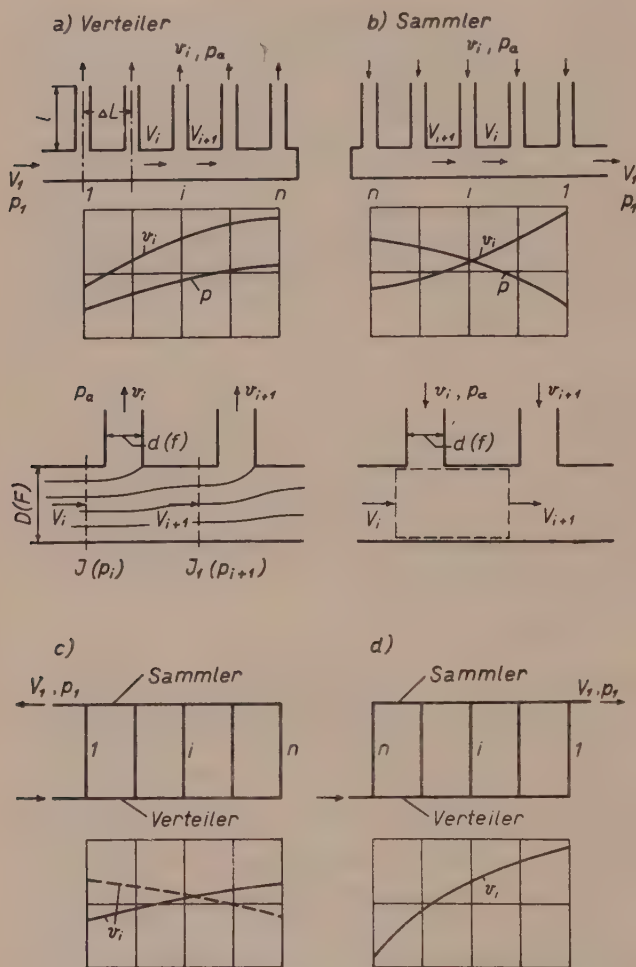 a) Verteiler
b) Sammler
v_i , p_a
v_i , p_a
l
ΔL
V_i
V_{i+1}
V_{i+1}
V_i
V_1
p_1
1
i
n
n
i
1
V_1
p_1
v_i
p
v_i
p
p_a
v_i
v_{i+1}
v_i , p_a
v_{i+1}
d(f)
d(f)
D(F)
V_i
V_{i+1}
V_i
V_{i+1}
J(p_i)
J_1(p_{i+1})
c)
d)
V_1 , p_1
Sammler
Sammler
V_1 , p_1
1
i
n
n
i
1
Verteiler
Verteiler
v_i
v_i